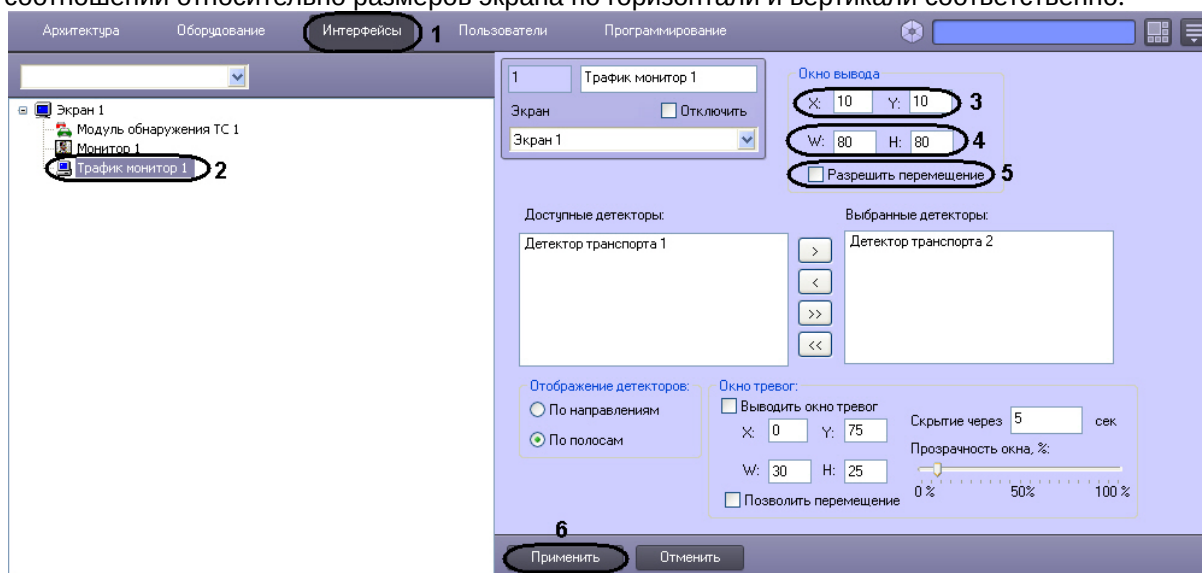 соотношении относительно размеров экрана по горизонтали и вертикали соответственно.
Архитектура Оборудование Интерфейсы 1 Пользователи Программирование
Экран 1
Модуль обнаружения ТС 1
Монитор 1
Трафик монитор 1 2
1 Трафик монитор 1
Экран Отключить
Экран 1
Окно вывода
X: 10 Y: 10 3
W: 80 H: 80 4
Разрешить перемещение 5
Доступные детекторы: Выбранные детекторы:
Детектор транспорта 1 > Детектор транспорта 2
<
>>
<<
Отображение детекторов:
По направлениям
По полосам
Окно тревог:
Выводить окно тревог
X: 0 Y: 75
W: 30 H: 25
Позволить перемещение
Скрытие через 5 сек
Прозрачность окна, %:
0 % 50% 100 %
6
Применить Отменить